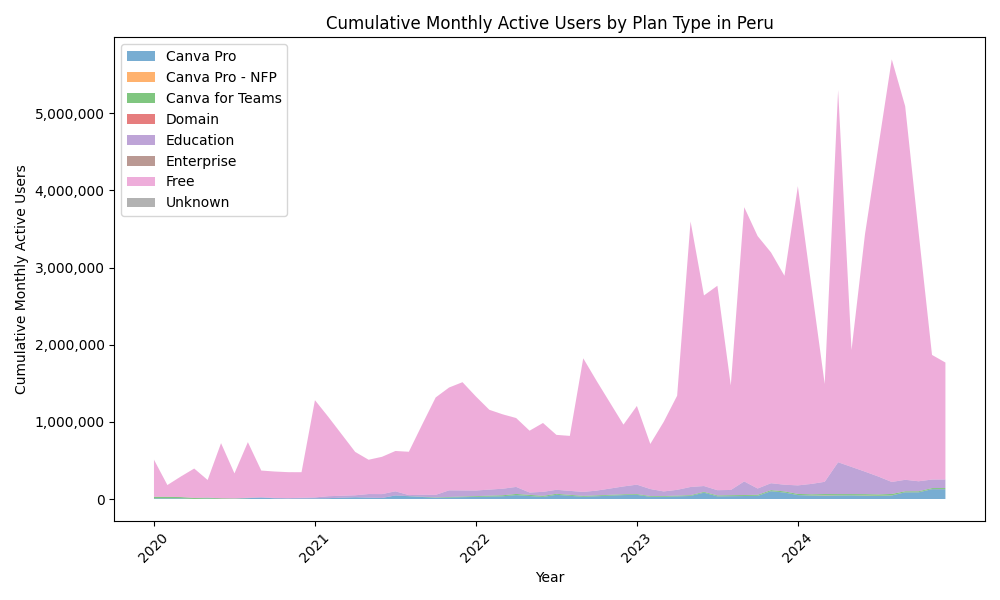 Cumulative Monthly Active Users by Plan Type in Peru
Canva Pro
Canva Pro - NFP
Canva for Teams
Domain
Education
Enterprise
Free
Unknown
Cumulative Monthly Active Users
5,000,000
4,000,000
3,000,000
2,000,000
1,000,000
0
2020
2021
2022
2023
2024
Year